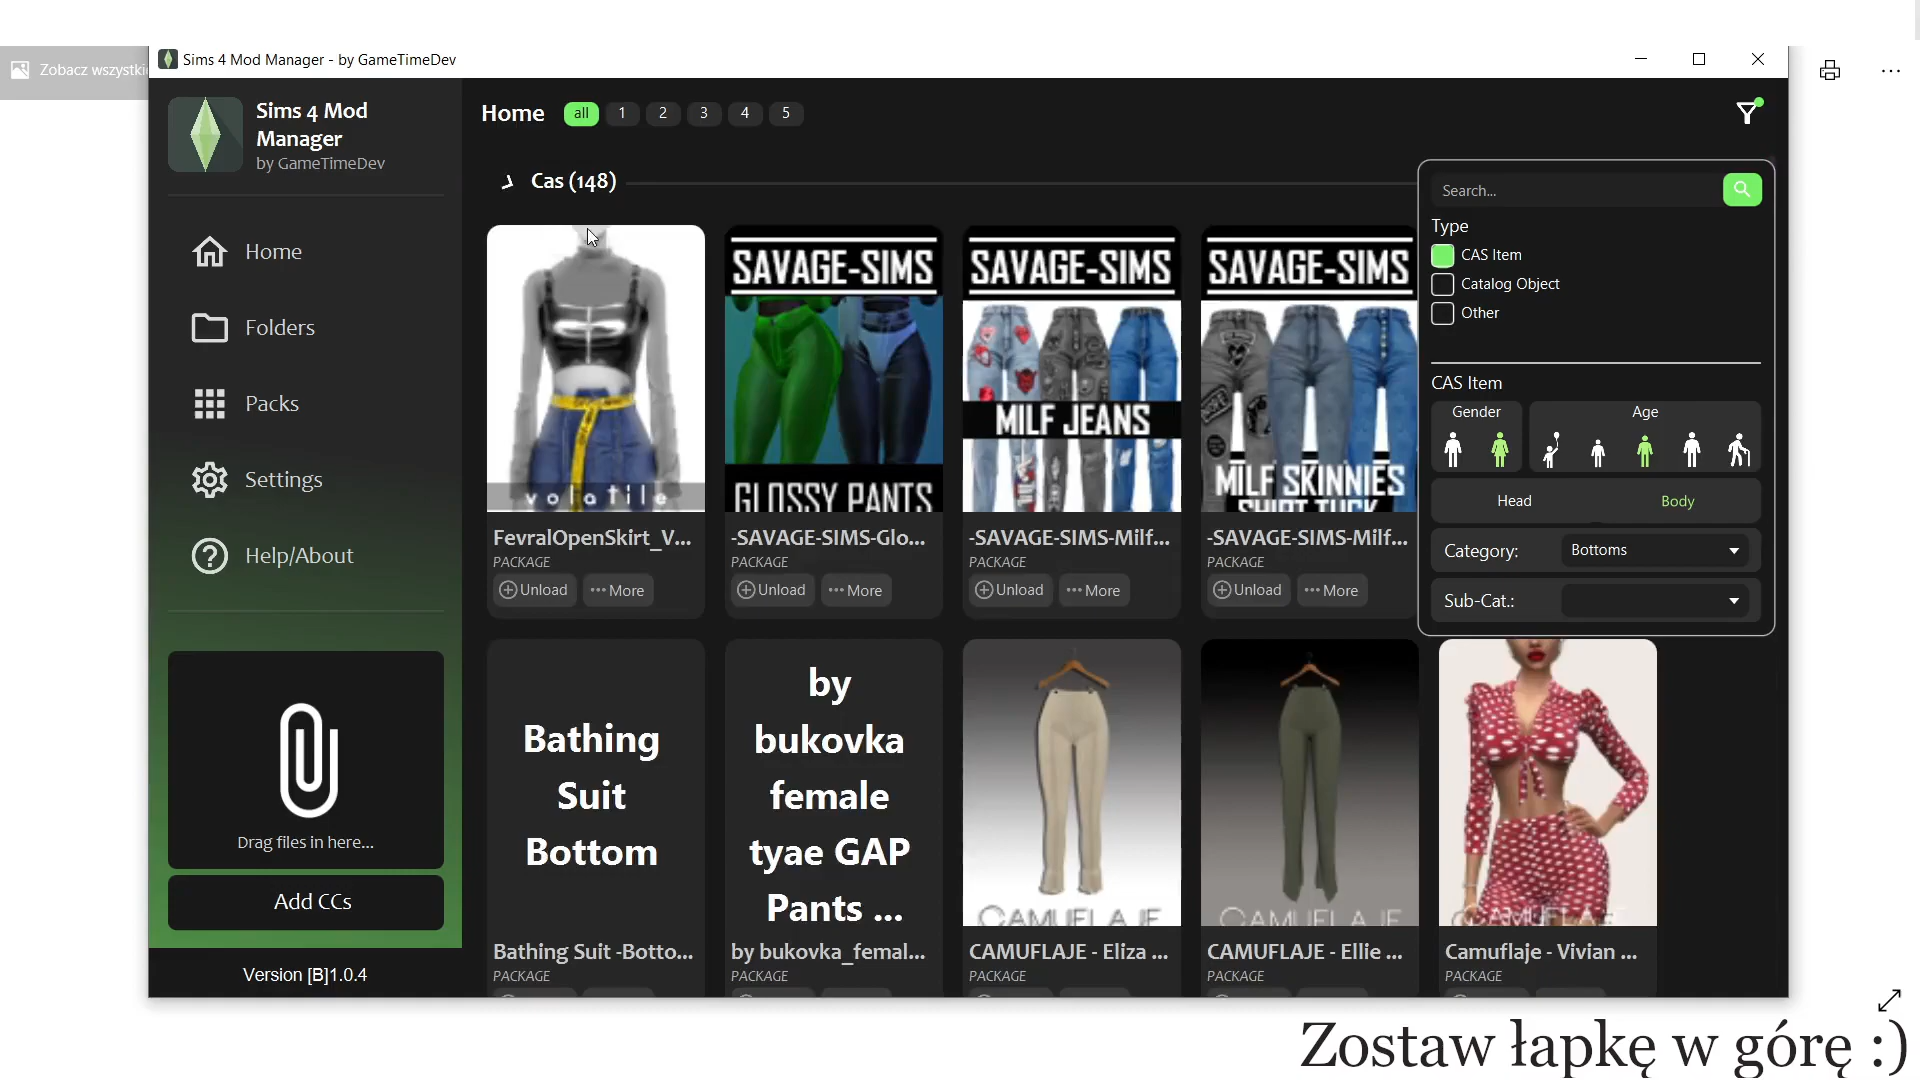 Zobacz wszystki
Sims 4 Mod Manager - by GameTimeDev
Sims 4 Mod
Manager
by GameTimeDev
Home
Folders
Packs
Settings
Help/About
Drag files in here...
Add CCs
Version [B]1.0.4
Home all 1 2 3 4 5
Cas (148)
volatile
FevralOpenSkirt_V...
PACKAGE
Unload ··· More
SAVAGE-SIMS
GLOSSY PANTS
-SAVAGE-SIMS-Glo...
PACKAGE
Unload ··· More
SAVAGE-SIMS
MILF JEANS
-SAVAGE-SIMS-Milf...
PACKAGE
Unload ··· More
SAVAGE-SIMS
MILF SKINNIES
SHIRT TUCK
-SAVAGE-SIMS-Milf...
PACKAGE
Unload ··· More
Search...
Type
CAS Item
Catalog Object
Other
CAS Item
Gender Age
Head Body
Category: Bottoms
Sub-Cat.:
Bathing
Suit
Bottom
Bathing Suit -Botto...
PACKAGE
by
bukovka
female
tyae GAP
Pants ...
by bukovka_femal...
PACKAGE
CAMUFLAJE
CAMUFLAJE - Eliza ...
PACKAGE
CAMUFLAJE
CAMUFLAJE - Ellie ...
PACKAGE
CAMUFLAJE
Camuflaje - Vivian ...
PACKAGE
Zostaw łapkę w górę :)